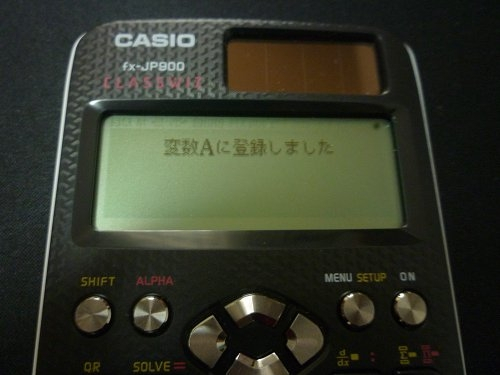 CASIO
fx-JP900
CLASSWIZ
変数Aに登録しました
SHIFT
ALPHA
MENU SETUP
ON
QR
SOLVE =